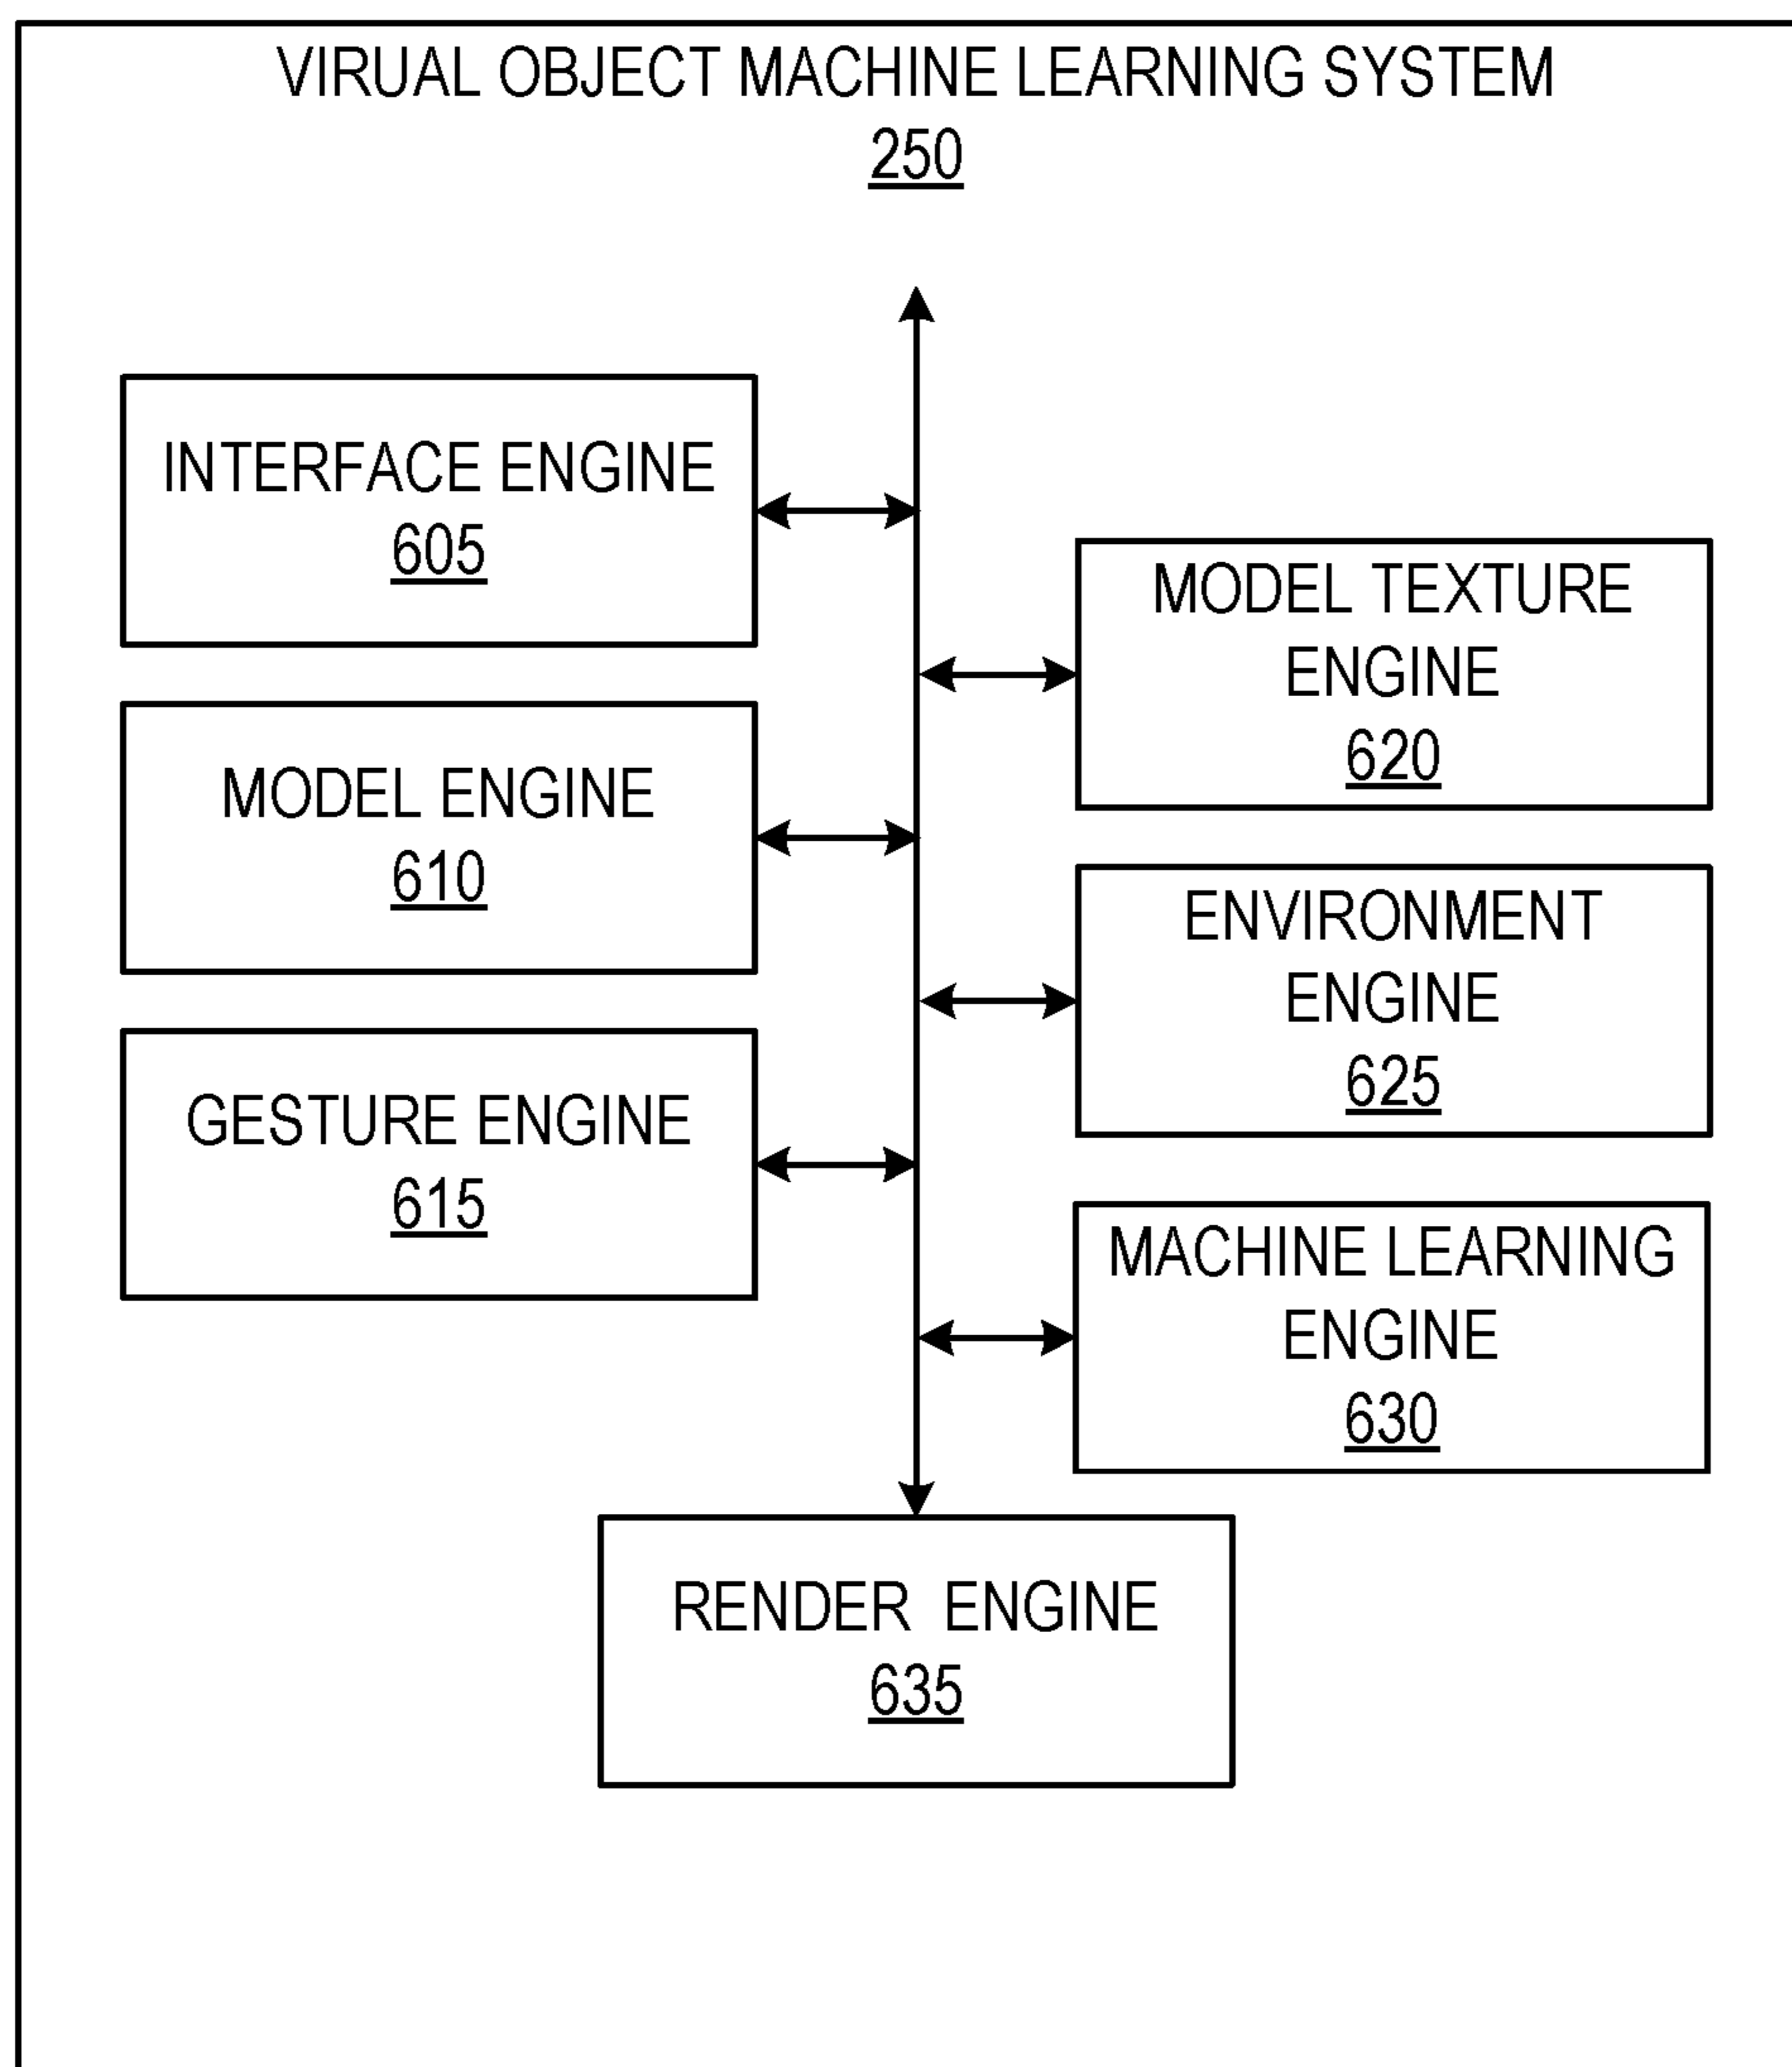 VIRUAL OBJECT MACHINE LEARNING SYSTEM
250
INTERFACE ENGINE
605
MODEL ENGINE
610
GESTURE ENGINE
615
MODEL TEXTURE
ENGINE
620
ENVIRONMENT
ENGINE
625
MACHINE LEARNING
ENGINE
630
RENDER ENGINE
635